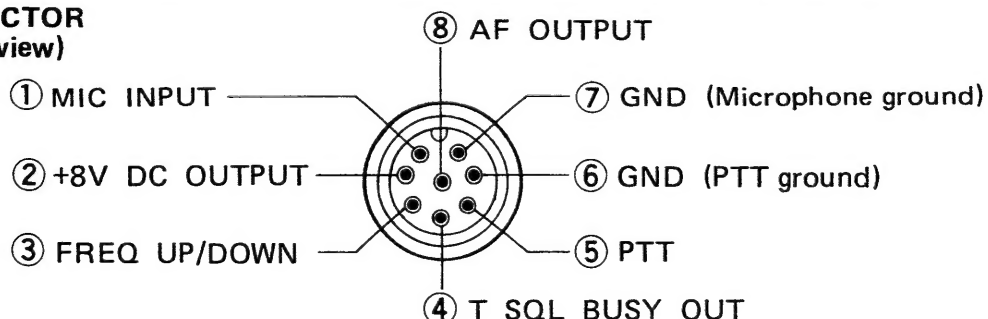 CTOR
view)
⑧ AF OUTPUT
① MIC INPUT
⑦ GND (Microphone ground)
② +8V DC OUTPUT
⑥ GND (PTT ground)
③ FREQ UP/DOWN
⑤ PTT
④ T SQL BUSY OUT